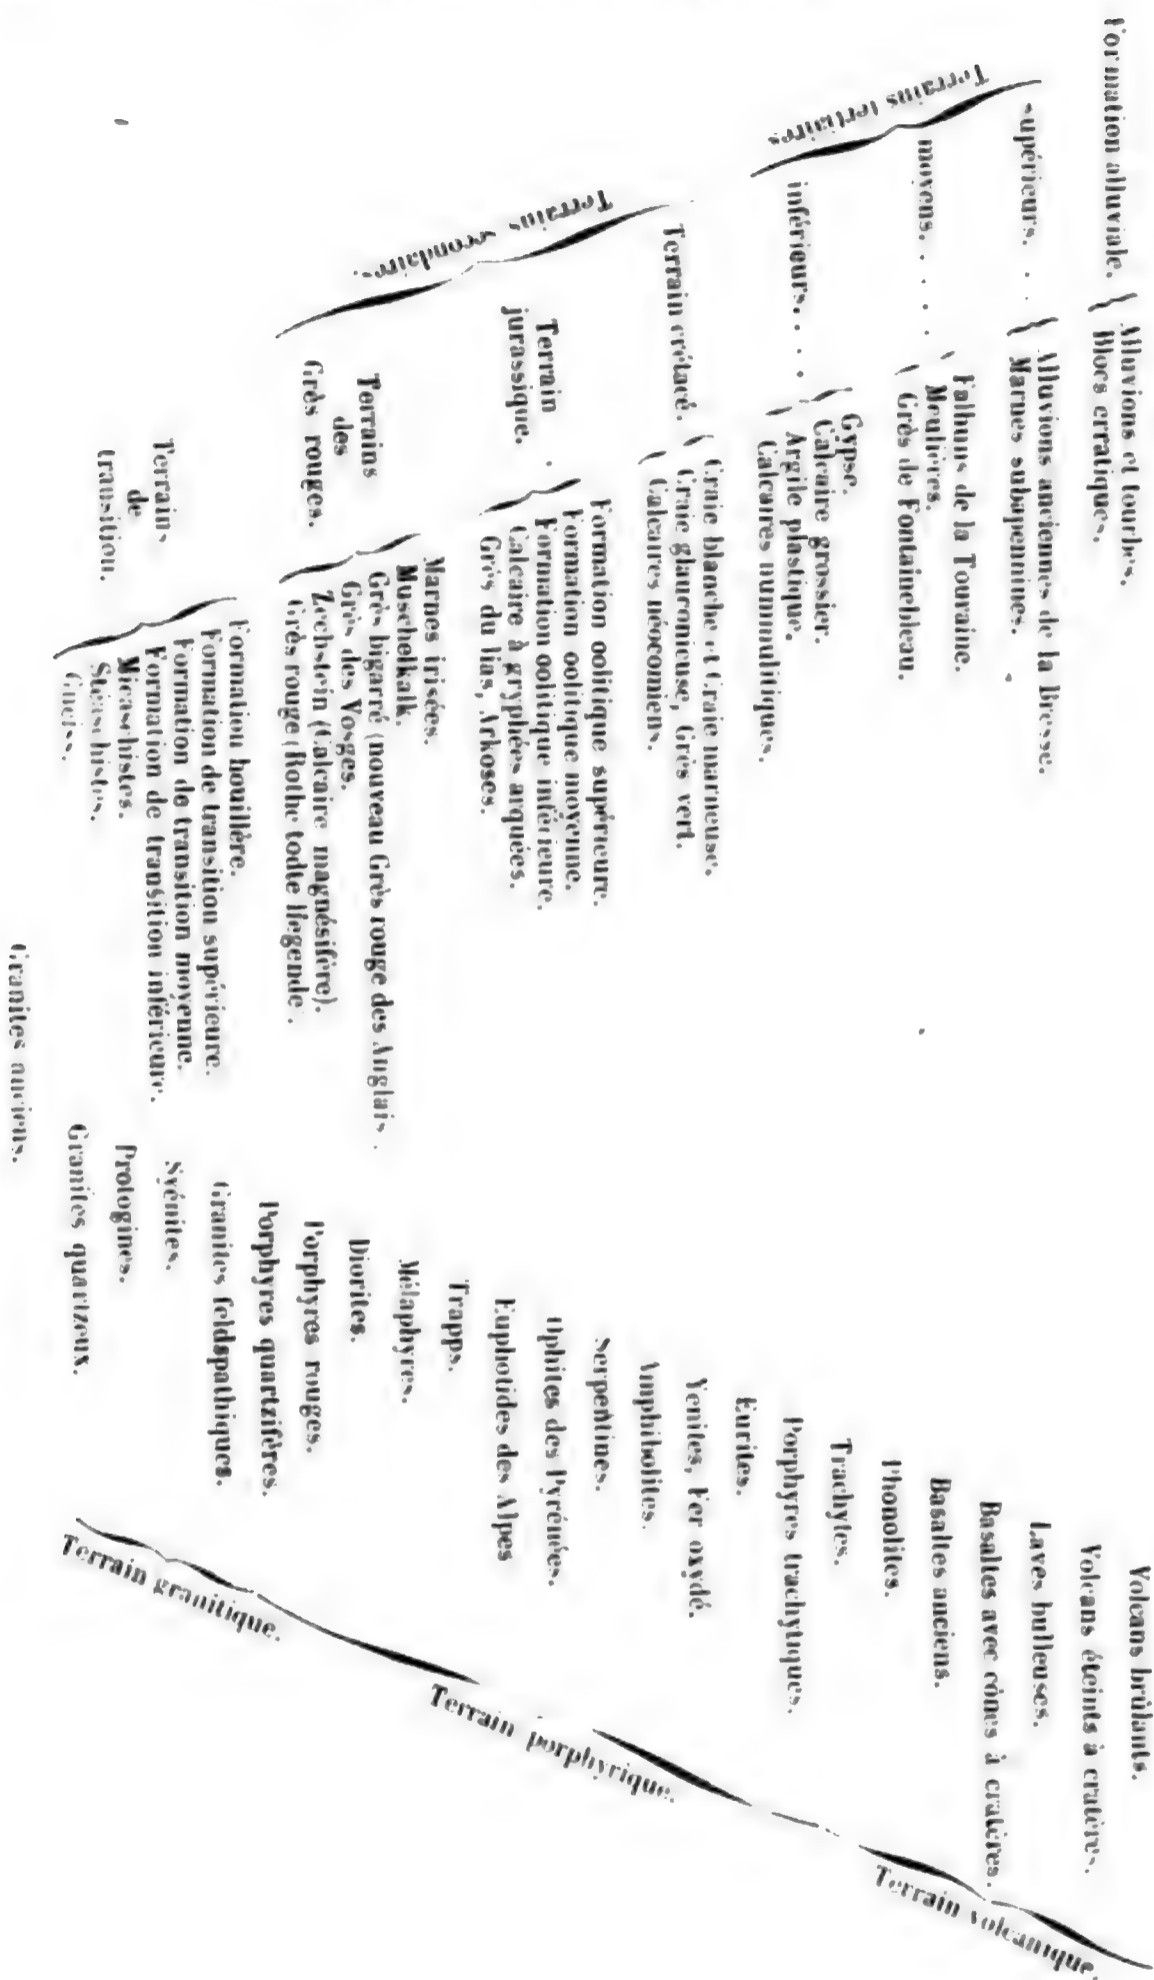 Formation alluviale.
Alluvions et tourbes.
Blocs erratiques.
Terrains tertiaires
supérieurs. . .
Alluvions anciennes de la Bresse.
Marnes subapennines.
moyens. . . . .
Falhuns de la Touraine.
Meulières.
Grès de Fontainebleau.
inférieurs. . . .
Gypse.
Calcaire grossier.
Argile plastique.
Calcaires nummulitiques.
Terrains secondaires.
Terrain crétacé.
Craie blanche et Craie marneuse.
Craie glauconieuse, Grès vert.
Calcaires néocomiens.
Terrain
jurassique. .
Formation oolitique supérieure.
Formation oolitique moyenne.
Formation oolitique inférieure.
Calcaire à gryphées arquées.
Grès du lias, Arkoses.
Terrains
des
Grès rouges.
Marnes irisées.
Muschelkalk.
Grès bigarré (nouveau Grès rouge des Anglais.
Grès des Vosges.
Zechstein (Calcaire magnésifère).
Grès rouge (Rothe todte liegende.
Terrains
de
transition.
Formation houillère.
Formation de transition supérieure.
Formation de transition moyenne.
Formation de transition inférieure.
Micaschistes.
Stéaschistes.
Gneiss.
Granites anciens.
Volcans brûlants.
Volcans éteints à cratères.
Laves bulleuses.
Basaltes avec cônes à cratères.
Basaltes anciens.
Phonolites.
Trachytes.
Porphyres trachytiques.
Eurites.
Yenites, Fer oxydé.
Amphibolites.
Serpentines.
Ophites des Pyrénées.
Euphotides des Alpes
Trapps.
Mélaphyres.
Diorites.
Porphyres rouges.
Porphyres quartzifères.
Granites feldspathiques.
Syénites.
Protogines.
Granites quartzeux.
Terrain volcanique.
Terrain porphyrique.
Terrain granitique.